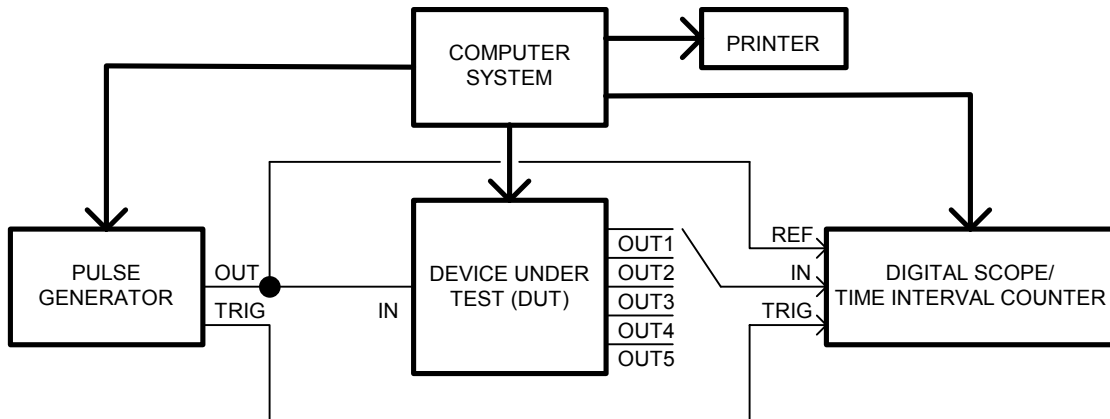 COMPUTER
SYSTEM
PRINTER
PULSE
GENERATOR
OUT
TRIG
IN
DEVICE UNDER
TEST (DUT)
OUT1
OUT2
OUT3
OUT4
OUT5
REF
IN
TRIG
DIGITAL SCOPE/
TIME INTERVAL COUNTER